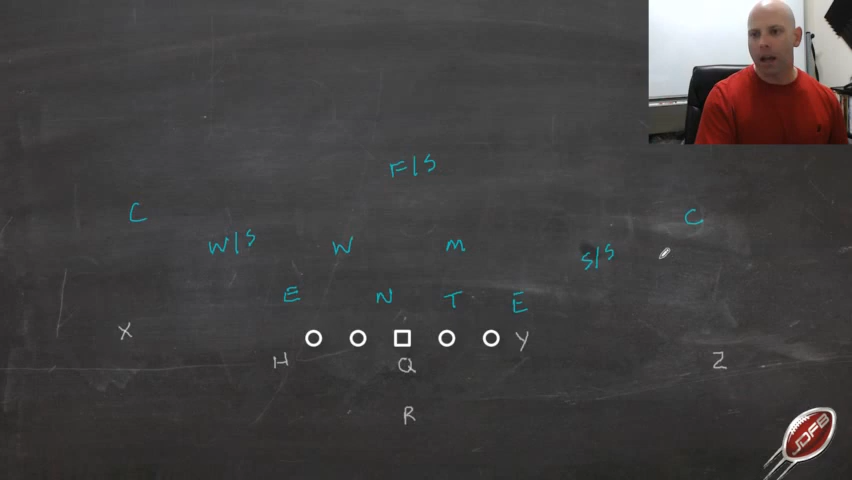 F/S
C C
W/S W M S/S
E N T E
X Y Z
H Q
R
JDFB